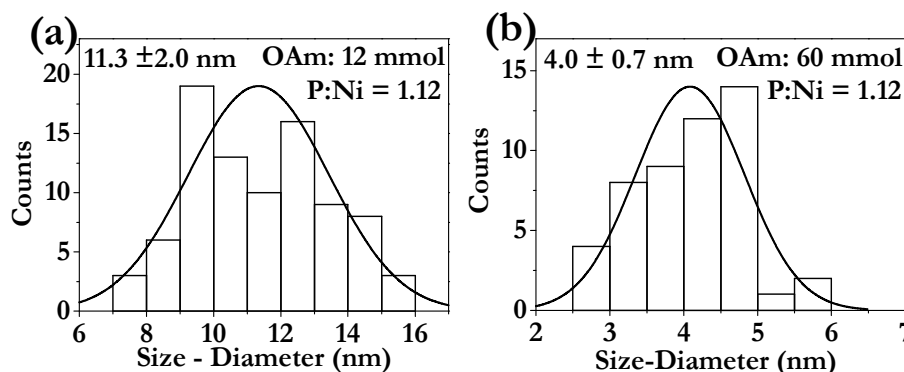 (a)
11.3 ±2.0 nm
OAm: 12 mmol
P:Ni = 1.12
20
15
10
5
0
Counts
6 8 10 12 14 16
Size - Diameter (nm)
(b)
4.0 ± 0.7 nm
OAm: 60 mmol
P:Ni = 1.12
15
10
5
0
Counts
2 3 4 5 6 7
Size-Diameter (nm)